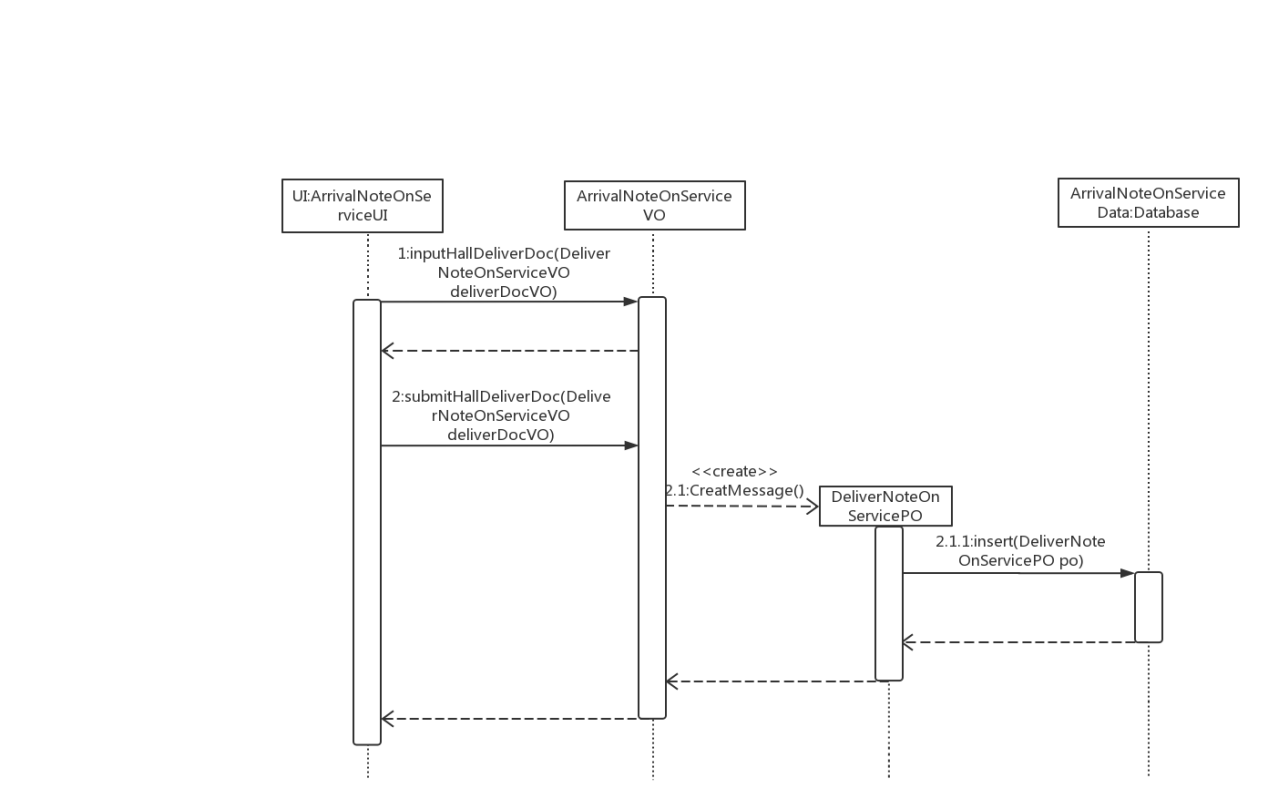 UI:ArrivalNoteOnSe
rviceUI
ArrivalNoteOnService
VO
ArrivalNoteOnService
Data:Database
1:inputHallDeliverDoc(Deliver
NoteOnServiceVO
deliverDocVO)
2:submitHallDeliverDoc(Delive
rNoteOnServiceVO
deliverDocVO)
<<create>>
2.1:CreatMessage()
DeliverNoteOn
ServicePO
2.1.1:insert(DeliverNote
OnServicePO po)